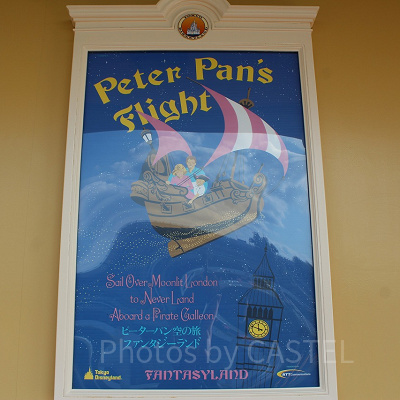 Peter Pan's
Flight
Sail Over Moonlit London
to Never Land
Aboard a Pirate Galleon
ピーターパン空の旅
ファンタジーランド
Photos by CASTEL
Tokyo
Disneyland
FANTASYLAND
NTT